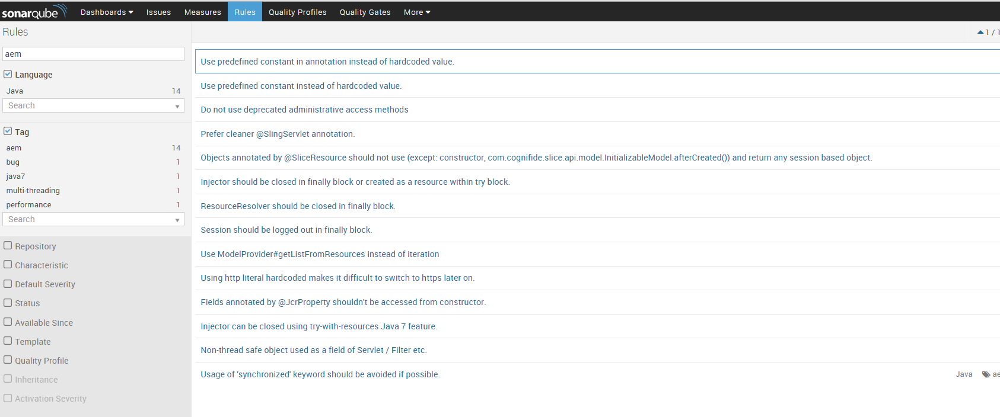 sonarqube Dashboards Issues Measures Rules Quality Profiles Quality Gates More
Rules
1 / 1
aem
Language
Java 14
Search
Tag
aem 14
bug 1
java7 1
multi-threading 1
performance 1
Search
Repository
Characteristic
Default Severity
Status
Available Since
Template
Quality Profile
Inheritance
Activation Severity
Use predefined constant in annotation instead of hardcoded value.
Use predefined constant instead of hardcoded value.
Do not use deprecated administrative access methods
Prefer cleaner @SlingServlet annotation.
Objects annotated by @SliceResource should not use (except: constructor, com.cognifide.slice.api.model.InitializableModel.afterCreated()) and return any session based object.
Injector should be closed in finally block or created as a resource within try block.
ResourceResolver should be closed in finally block.
Session should be logged out in finally block.
Use ModelProvider#getListFromResources instead of iteration
Using http literal hardcoded makes it difficult to switch to https later on.
Fields annotated by @JcrProperty shouldn't be accessed from constructor.
Injector can be closed using try-with-resources Java 7 feature.
Non-thread safe object used as a field of Servlet / Filter etc.
Usage of 'synchronized' keyword should be avoided if possible. Java ae